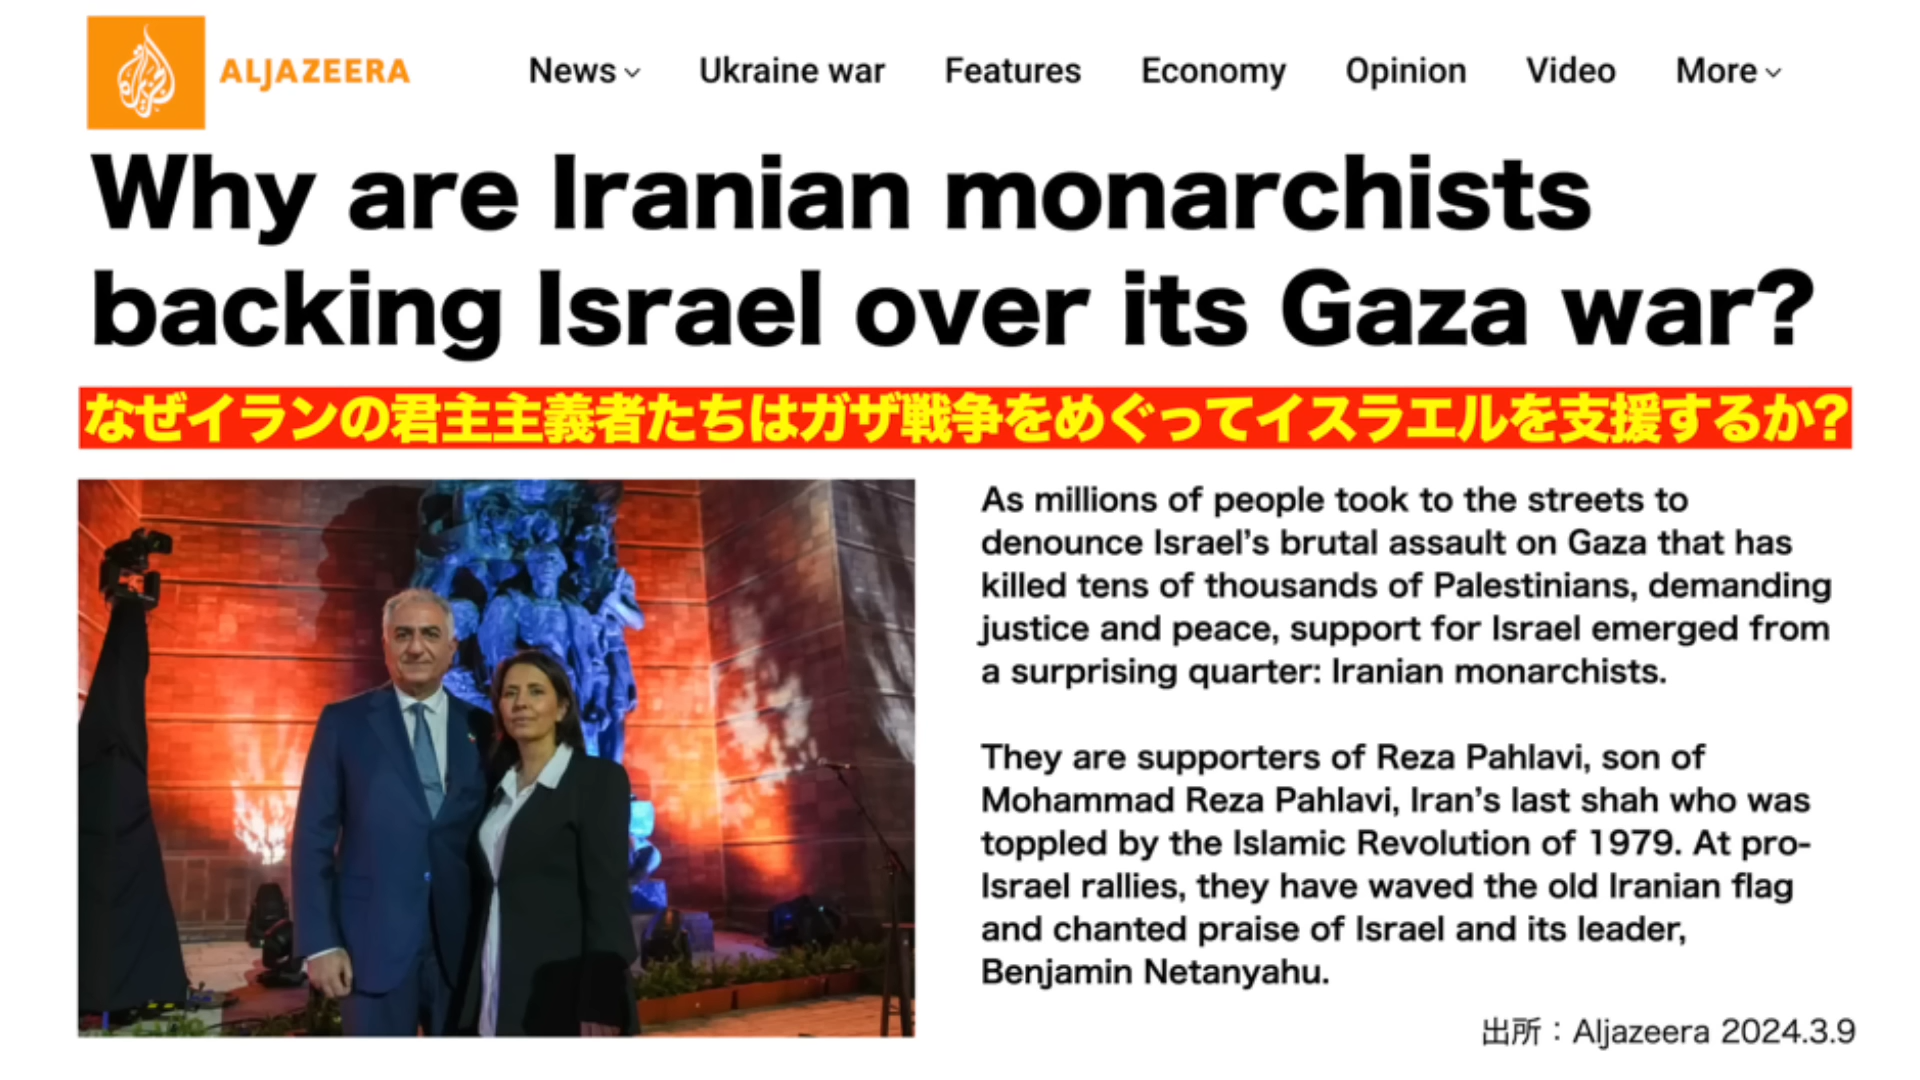 ALJAZEERA
News Ukraine war Features Economy Opinion Video More
Why are Iranian monarchists
backing Israel over its Gaza war?
なぜイランの君主主義者たちはガザ戦争をめぐってイスラエルを支援するか?
As millions of people took to the streets to
denounce Israel’s brutal assault on Gaza that has
killed tens of thousands of Palestinians, demanding
justice and peace, support for Israel emerged from
a surprising quarter: Iranian monarchists.
They are supporters of Reza Pahlavi, son of
Mohammad Reza Pahlavi, Iran’s last shah who was
toppled by the Islamic Revolution of 1979. At pro-
Israel rallies, they have waved the old Iranian flag
and chanted praise of Israel and its leader,
Benjamin Netanyahu.
出所：Aljazeera 2024.3.9